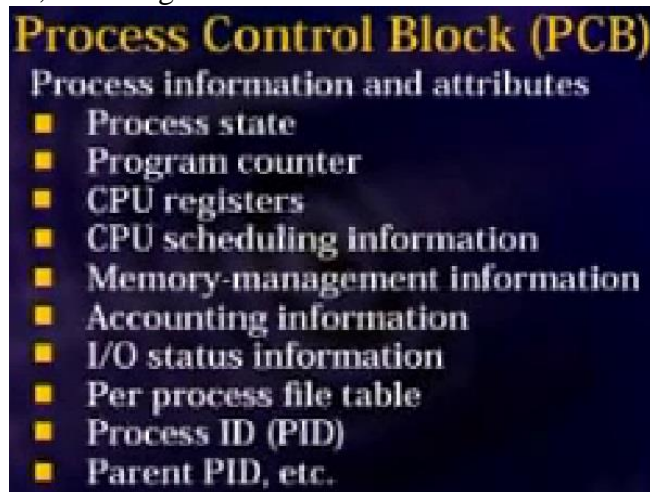 Process Control Block (PCB)
Process information and attributes
Process state
Program counter
CPU registers
CPU scheduling information
Memory-management information
Accounting information
I/O status information
Per process file table
Process ID (PID)
Parent PID, etc.